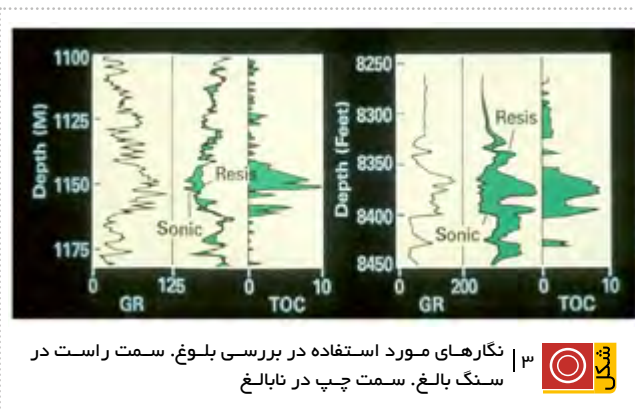 1100
1125
1150
1175
Depth (M)
Resis
Sonic
0 125 0 10
GR TOC
8250
8300
8350
8400
8450
Depth (Feet)
Resis
Sonic
0 200 0 10
GR TOC
شکل ۳ | نگارهای مورد استفاده در بررسی بلوغ. سمت راست در
سنگ بالغ. سمت چپ در نابالغ